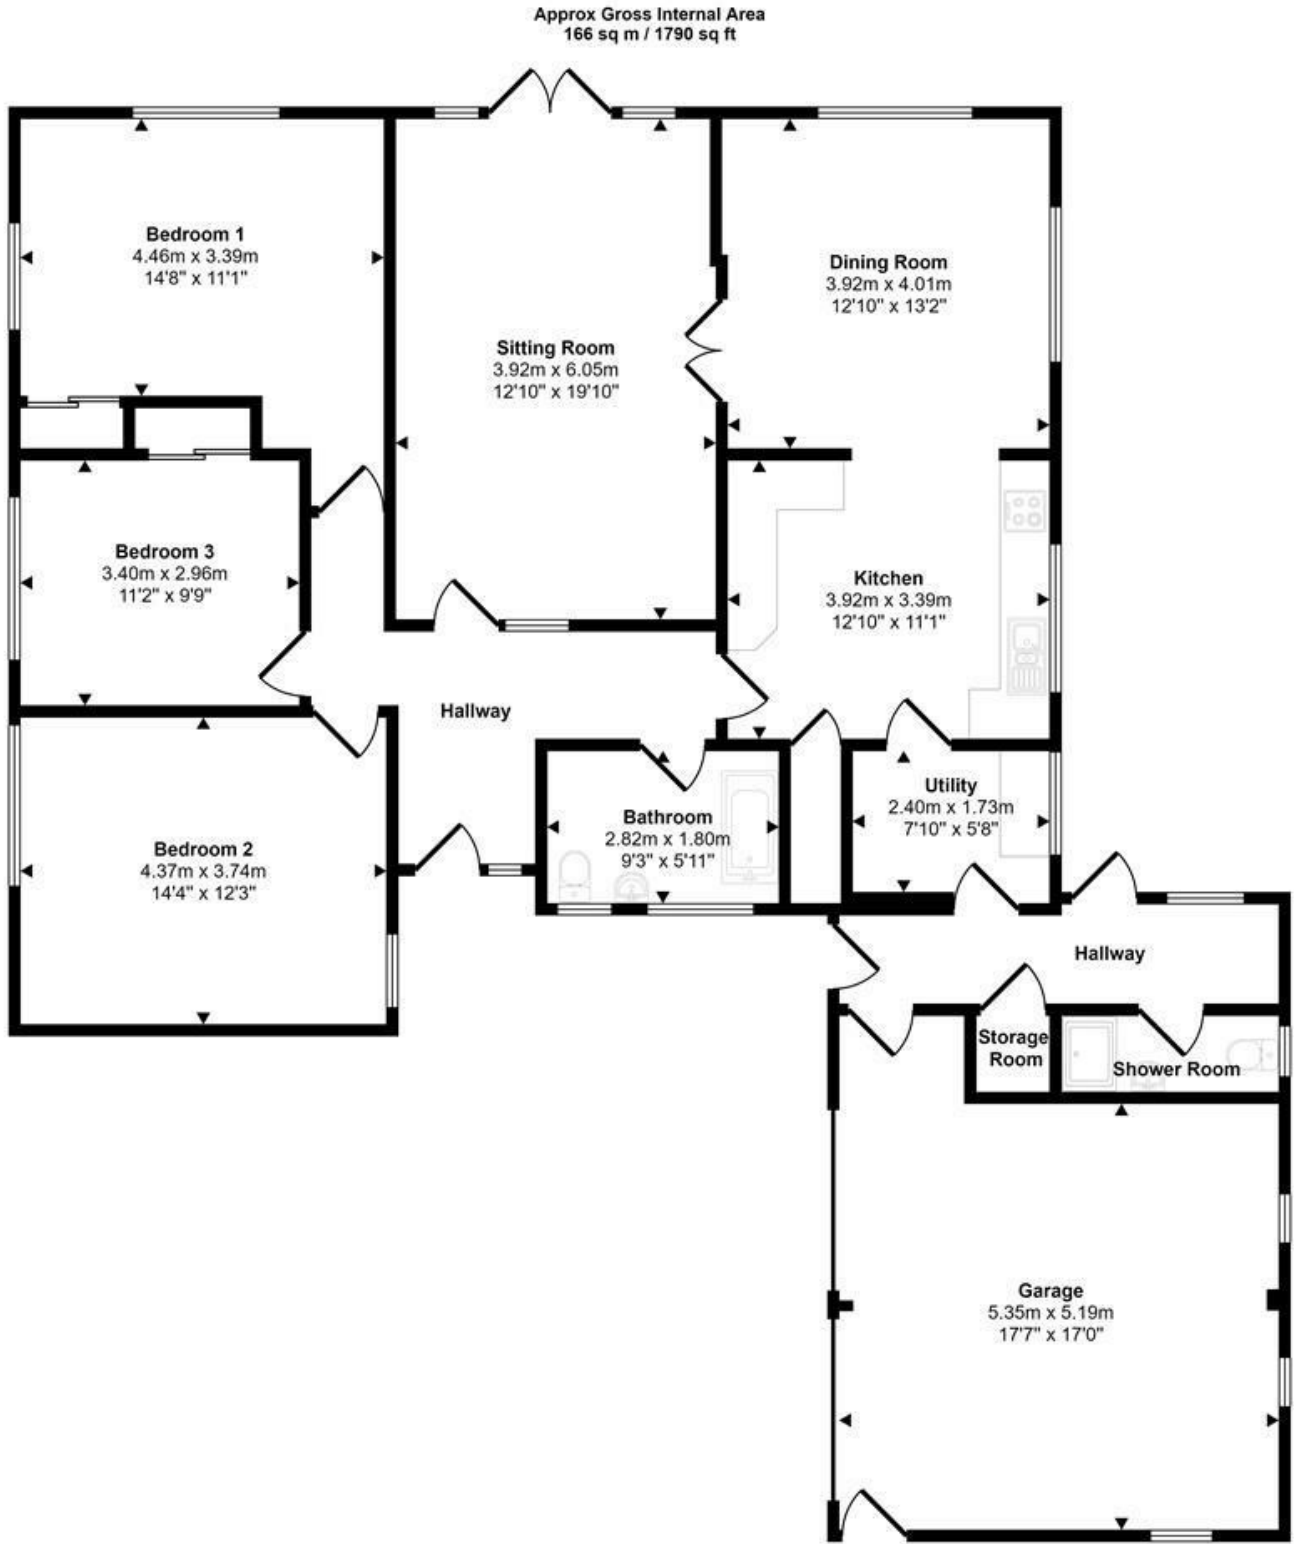 Approx Gross Internal Area
166 sq m / 1790 sq ft
Bedroom 1
4.46m x 3.39m
14'8" x 11'1"
Sitting Room
3.92m x 6.05m
12'10" x 19'10"
Dining Room
3.92m x 4.01m
12'10" x 13'2"
Bedroom 3
3.40m x 2.96m
11'2" x 9'9"
Kitchen
3.92m x 3.39m
12'10" x 11'1"
Hallway
Bedroom 2
4.37m x 3.74m
14'4" x 12'3"
Bathroom
2.82m x 1.80m
9'3" x 5'11"
Utility
2.40m x 1.73m
7'10" x 5'8"
Hallway
Storage
Room
Shower Room
Garage
5.35m x 5.19m
17'7" x 17'0"